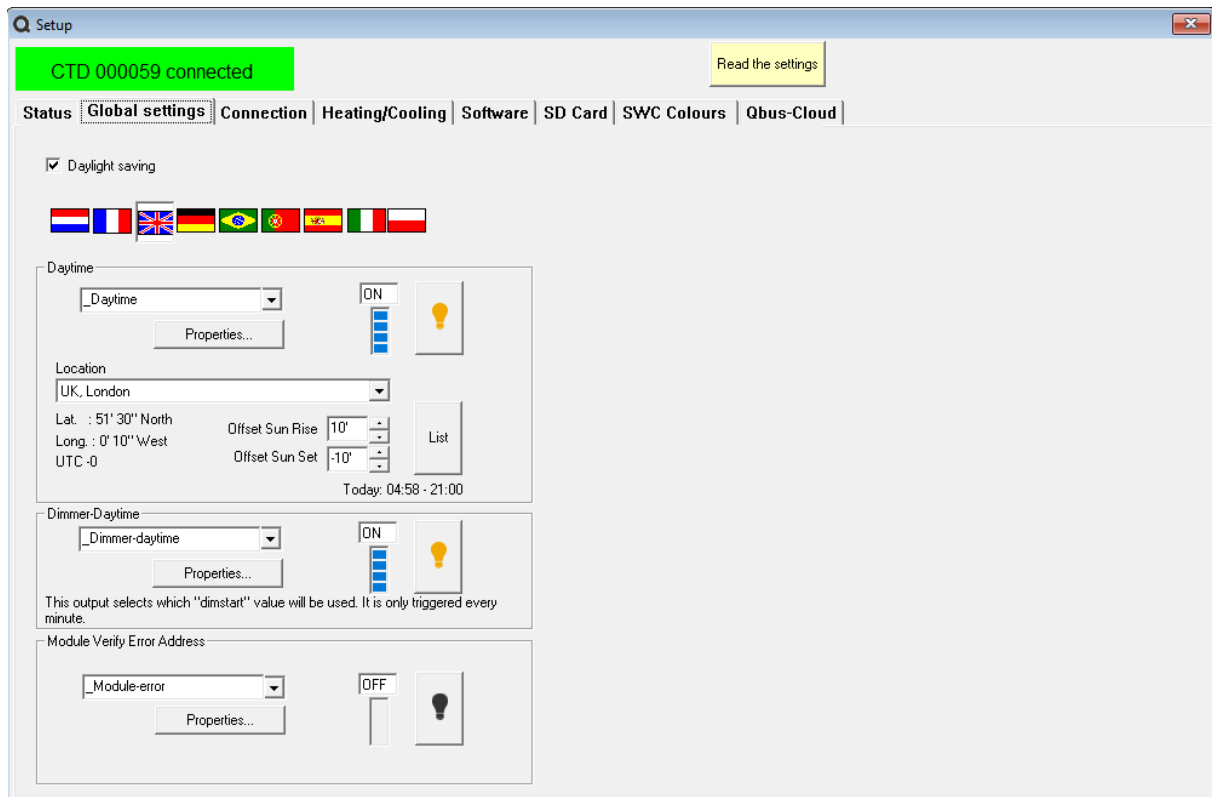 Setup
CTD 000059 connected
Read the settings
Status Global settings Connection Heating/Cooling Software SD Card SWC Colours Qbus-Cloud
Daylight saving
Daytime
_Daytime
ON
Properties...
Location
UK, London
Lat. : 51' 30'' North
Offset Sun Rise 10'
List
Long. : 0' 10'' West
Offset Sun Set -10'
UTC -0
Today: 04:58 - 21:00
Dimmer-Daytime
_Dimmer-daytime
ON
Properties...
This output selects which "dimstart" value will be used. It is only triggered every
minute.
Module Verify Error Address
_Module-error
OFF
Properties...